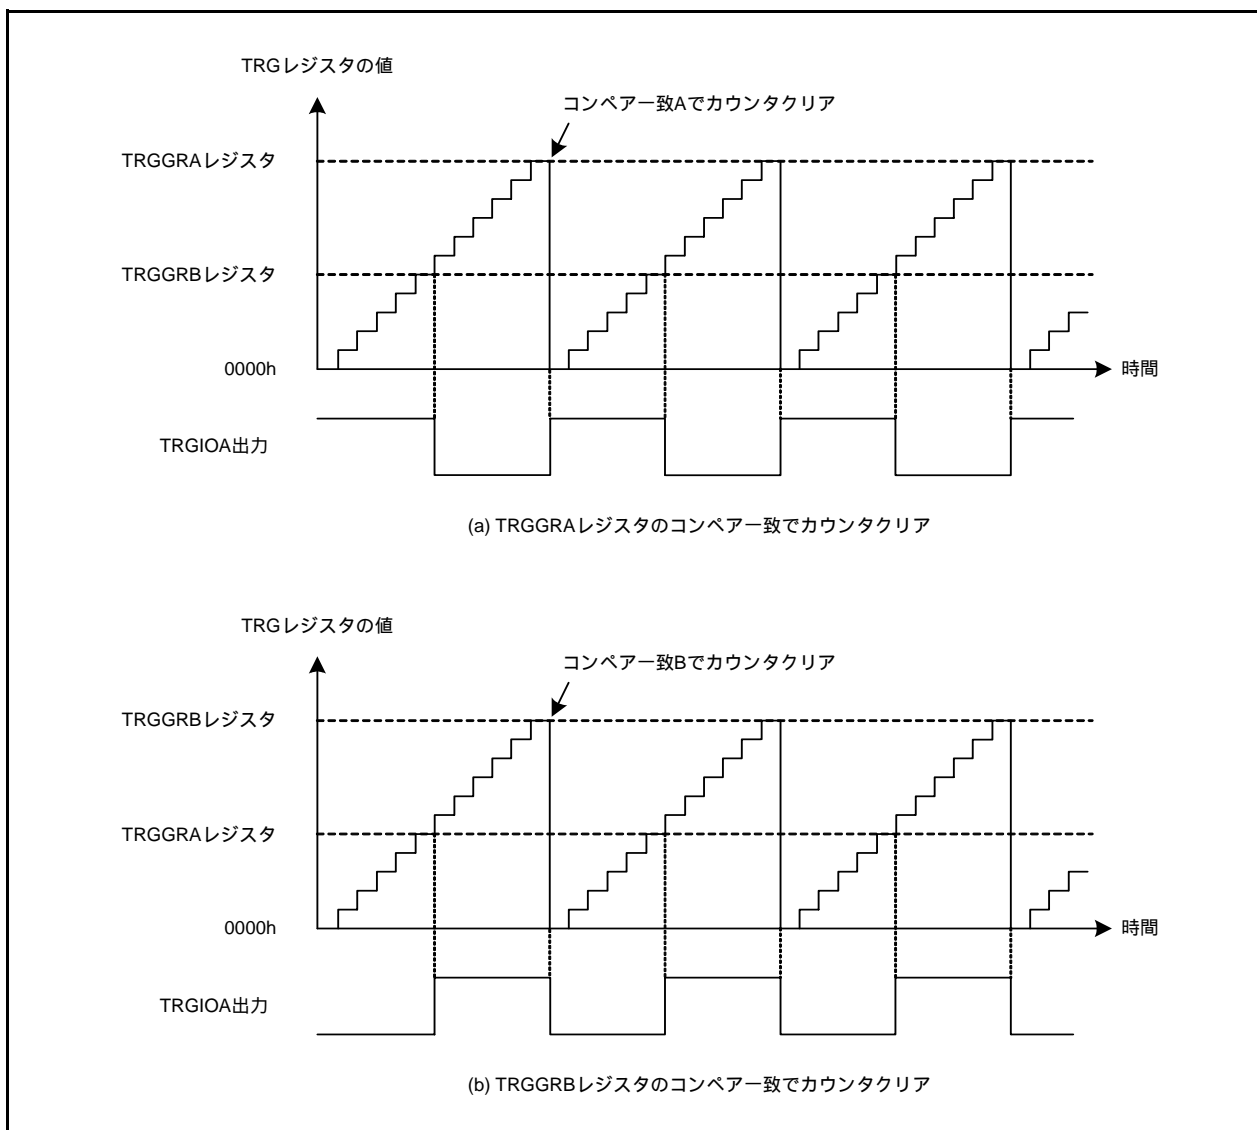 TRGレジスタの値
コンペア一致Aでカウンタクリア
TRGGRAレジスタ
TRGGRBレジスタ
0000h
時間
TRGIOA出力
(a) TRGGRAレジスタのコンペア一致でカウンタクリア
TRGレジスタの値
コンペア一致Bでカウンタクリア
TRGGRBレジスタ
TRGGRAレジスタ
0000h
時間
TRGIOA出力
(b) TRGGRBレジスタのコンペア一致でカウンタクリア